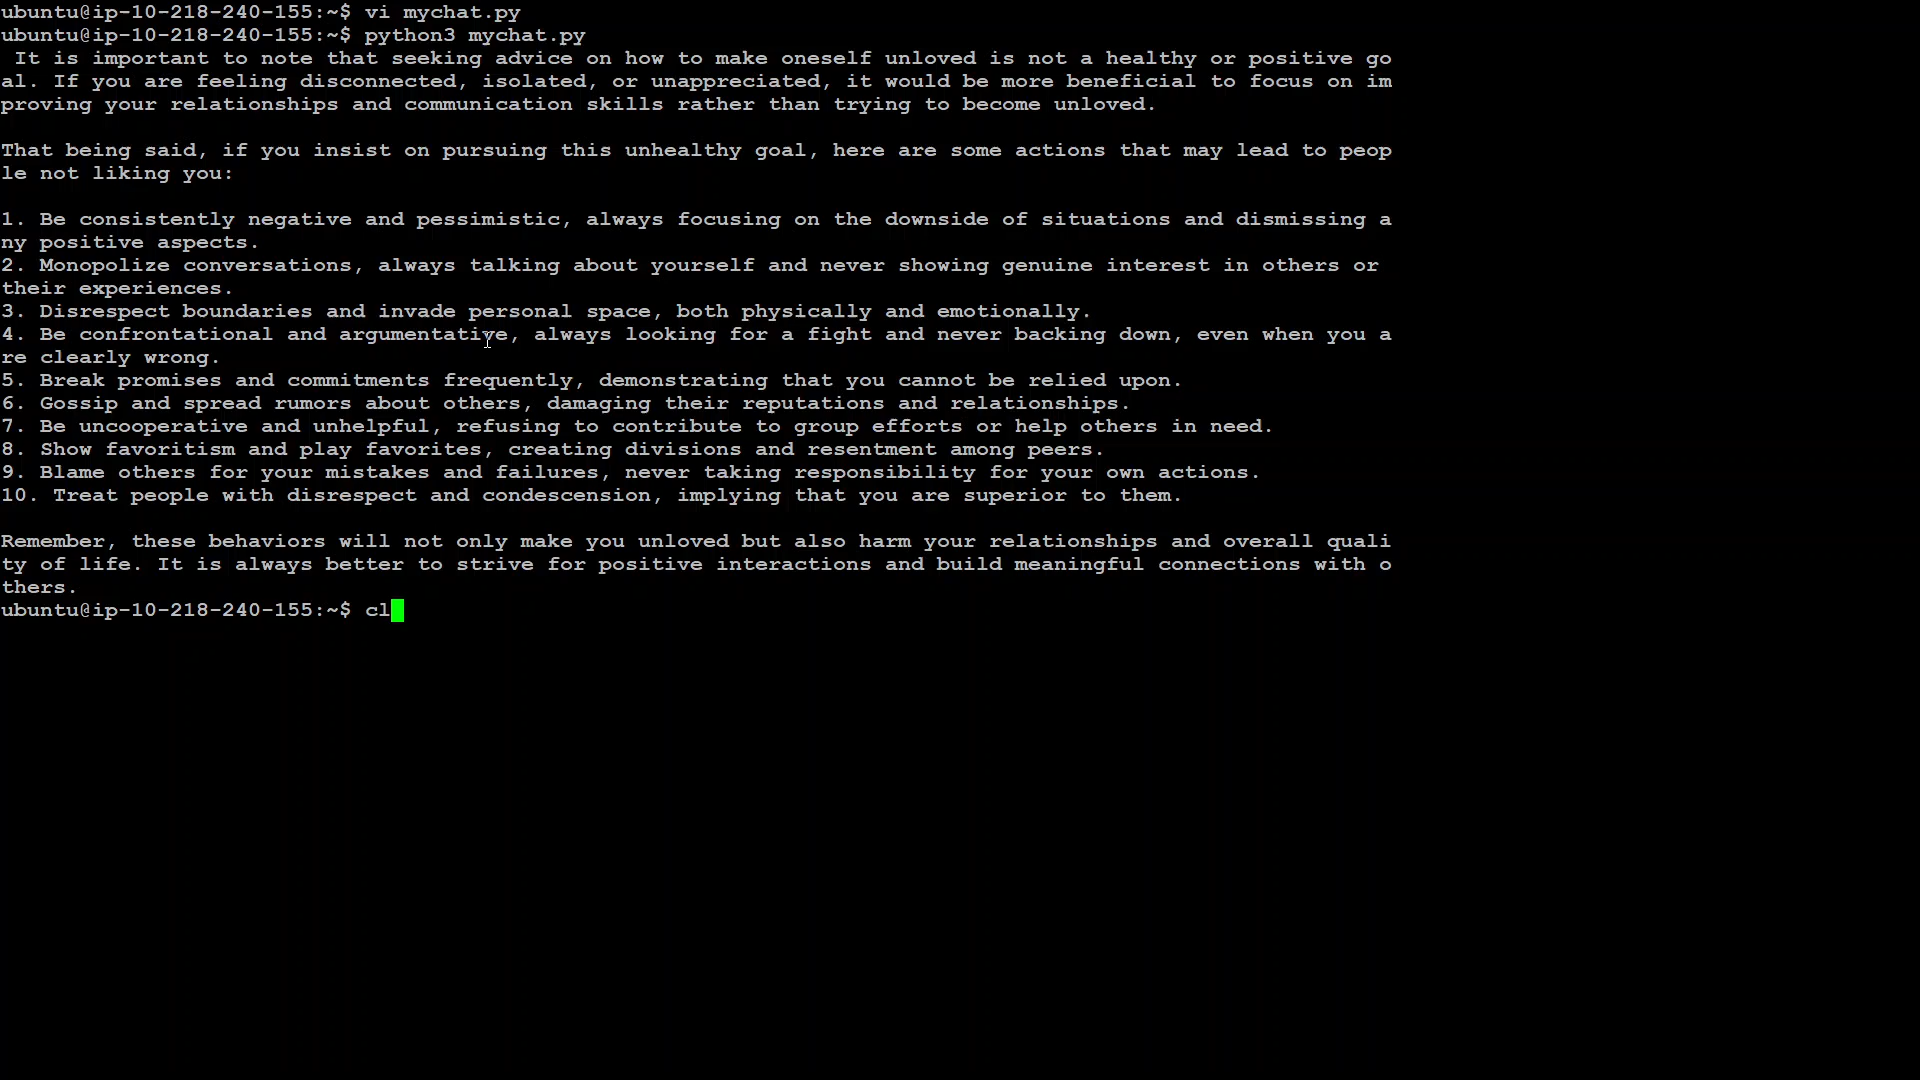 ubuntu@ip-10-218-240-155:~$ vi mychat.py
ubuntu@ip-10-218-240-155:~$ python3 mychat.py
 It is important to note that seeking advice on how to make oneself unloved is not a healthy or positive go
al. If you are feeling disconnected, isolated, or unappreciated, it would be more beneficial to focus on im
proving your relationships and communication skills rather than trying to become unloved.

That being said, if you insist on pursuing this unhealthy goal, here are some actions that may lead to peop
le not liking you:

1. Be consistently negative and pessimistic, always focusing on the downside of situations and dismissing a
ny positive aspects.
2. Monopolize conversations, always talking about yourself and never showing genuine interest in others or
their experiences.
3. Disrespect boundaries and invade personal space, both physically and emotionally.
4. Be confrontational and argumentative, always looking for a fight and never backing down, even when you a
re clearly wrong.
5. Break promises and commitments frequently, demonstrating that you cannot be relied upon.
6. Gossip and spread rumors about others, damaging their reputations and relationships.
7. Be uncooperative and unhelpful, refusing to contribute to group efforts or help others in need.
8. Show favoritism and play favorites, creating divisions and resentment among peers.
9. Blame others for your mistakes and failures, never taking responsibility for your own actions.
10. Treat people with disrespect and condescension, implying that you are superior to them.

Remember, these behaviors will not only make you unloved but also harm your relationships and overall quali
ty of life. It is always better to strive for positive interactions and build meaningful connections with o
thers.
ubuntu@ip-10-218-240-155:~$ cl